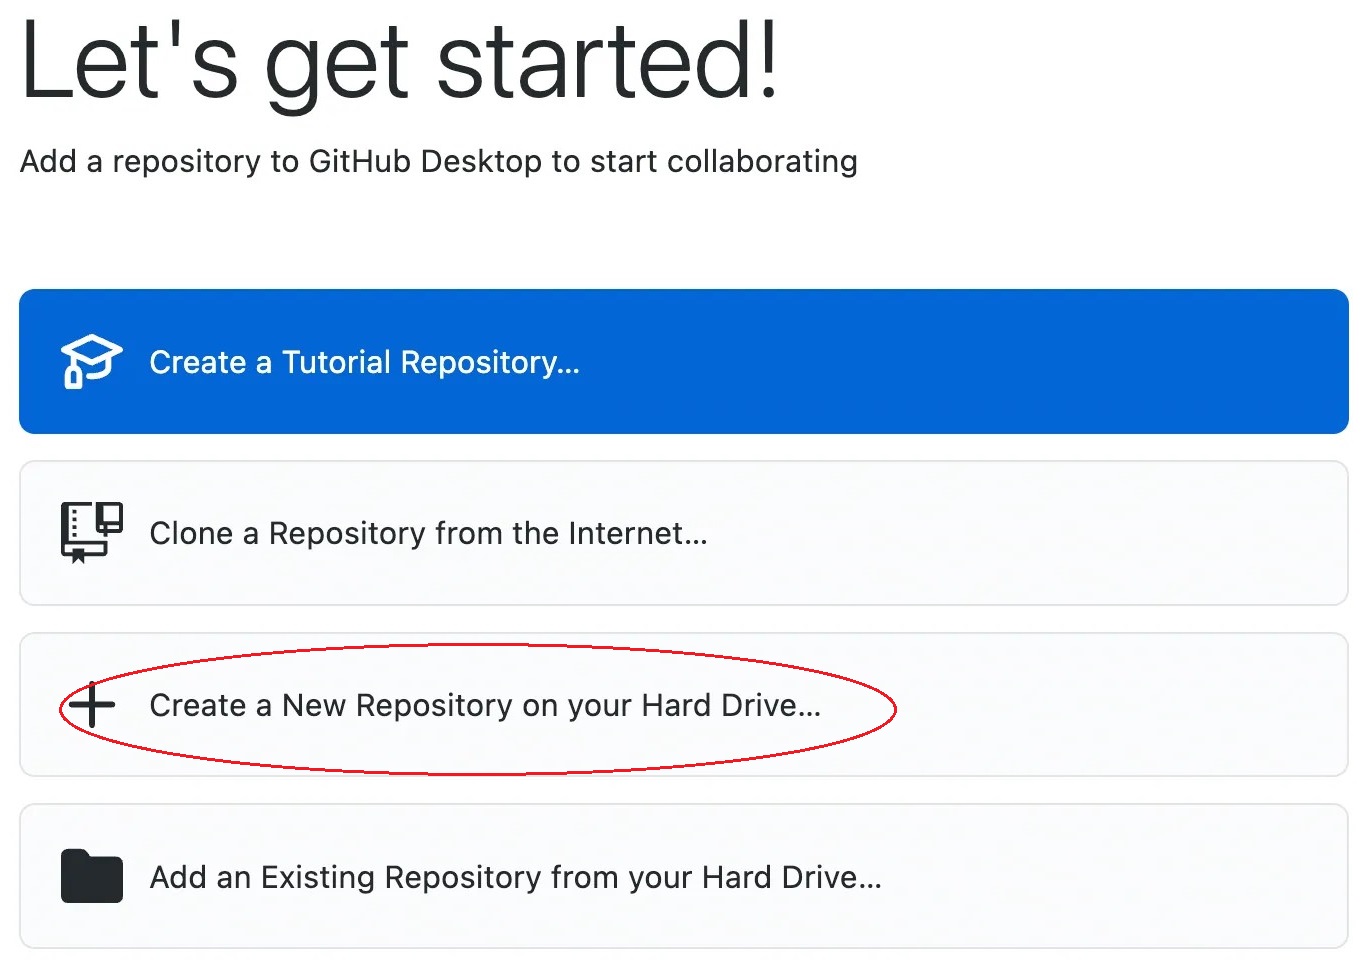 Let's get started!
Add a repository to GitHub Desktop to start collaborating
Create a Tutorial Repository...
Clone a Repository from the Internet...
Create a New Repository on your Hard Drive...
Add an Existing Repository from your Hard Drive...